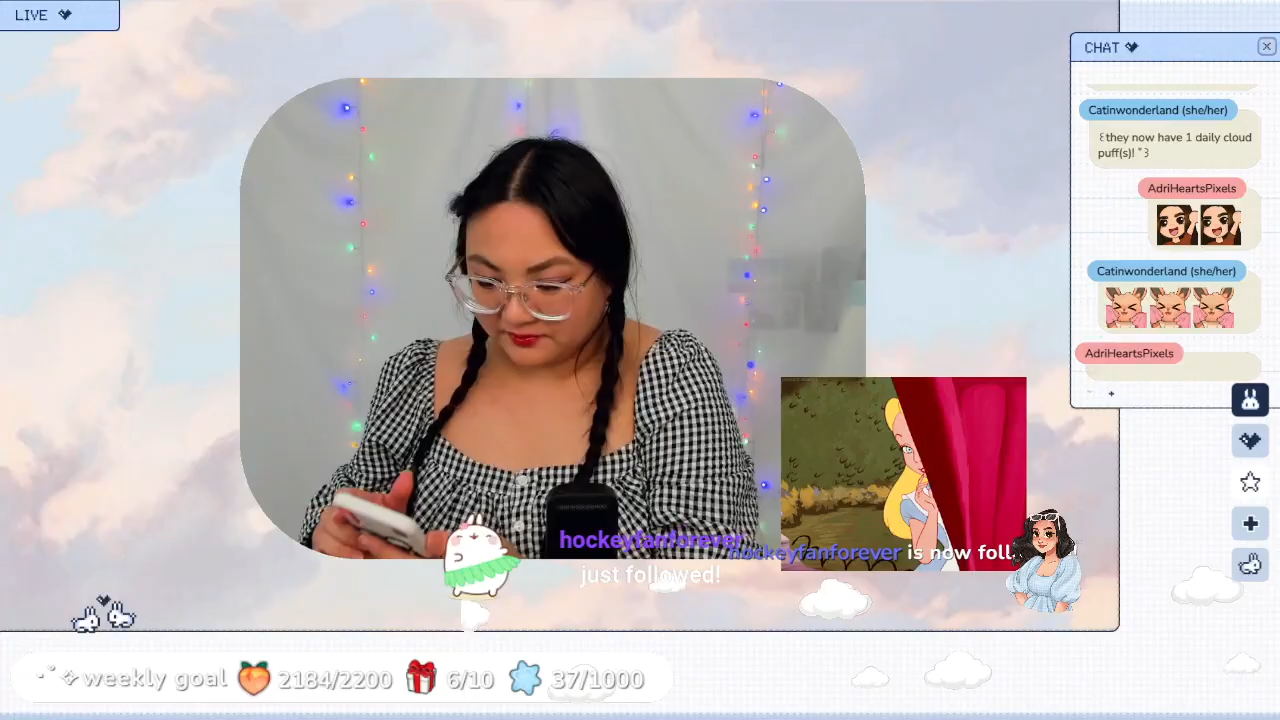 LIVE
CHAT
Catinwonderland (she/her)
꒰they now have 1 daily cloud
puff(s)! ˚꒱
AdriHeartsPixels
Catinwonderland (she/her)
AdriHeartsPixels
hockeyfanforever
just followed!
hockeyfanforever is now foll
weekly goal 2184/2200 6/10 37/1000